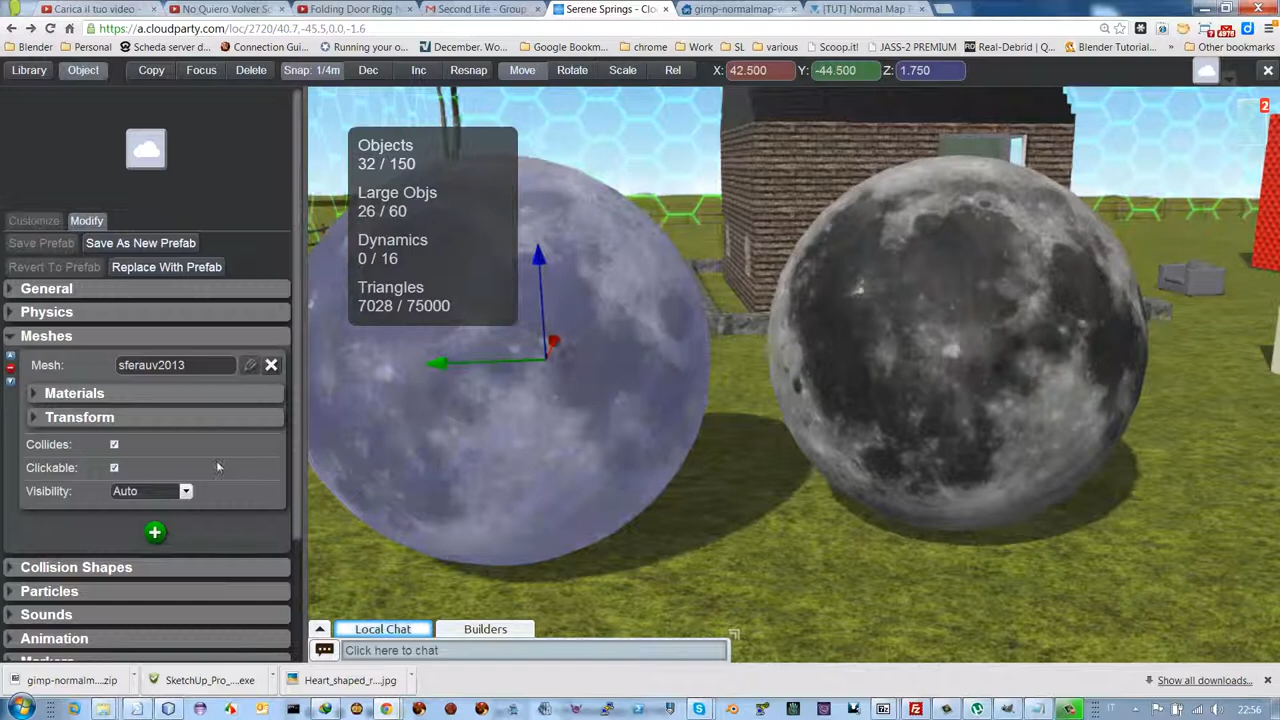 Carica il tuo video -
No Quiero Volver So
Folding Door Rigg N
Second Life - Group
Serene Springs - Clo
gimp-normalmap-w
[TUT] Normal Map F
https://a.cloudparty.com/loc/2720/40.7,-45.5,0.0,-1.6
Blender
Personal
Scheda server d...
Connection Gui...
Running your o...
December. Wo...
Google Bookm...
chrome
Work
SL
various
Scoop.it!
JASS-2 PREMIUM
Real-Debrid | Q...
Blender Tutorial...
Other bookmarks
Library
Object
Copy
Fork
Delete
Snap: 1/4m
Dec
Inc
Resnap
Move
Rotate
Scale
Rel
X: 42.500
Y: -44.500
Z: 1.750
2
Objects
32 / 150
Large Objs
26 / 60
Dynamics
0 / 16
Triangles
7028 / 75000
Customize
Modify
Save Prefab
Save As New Prefab
Revert To Prefab
Replace With Prefab
General
Physics
Meshes
Mesh: sferauv2013
Materials
Transform
Collides:
Clickable:
Visibility: Auto
Collision Shapes
Particles
Sounds
Animation
Markers
Local Chat
Builders
Click here to chat
gimp-normalm....zip
SketchUp_Pro_....exe
Heart_shaped_r....jpg
Show all downloads...
IT
22:56